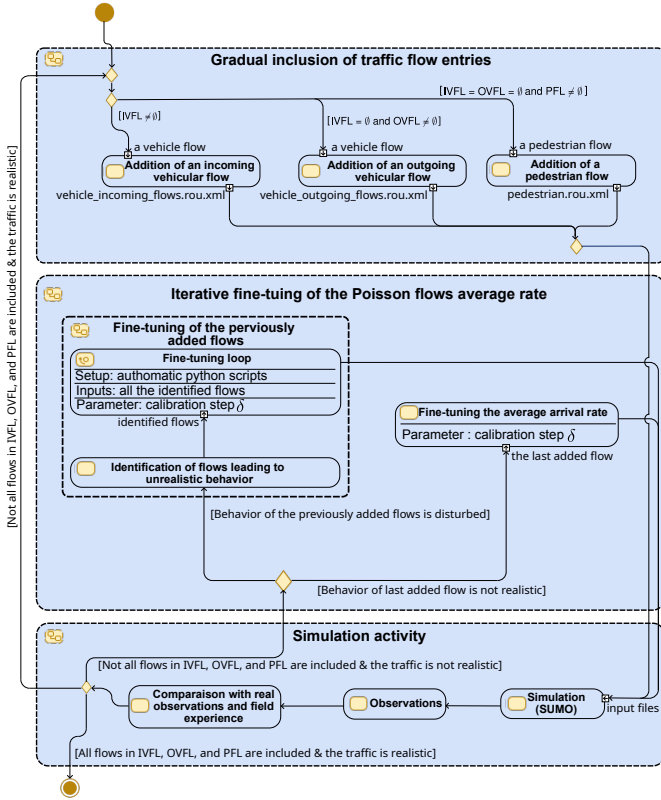 Gradual inclusion of traffic flow entries
[IVFL = OVFL = ∅ and PFL ≠ ∅]
[IVFL ≠ ∅]
[IVFL = ∅ and OVFL ≠ ∅]
a vehicle flow
a vehicle flow
a pedestrian flow
Addition of an incoming
vehicular flow
Addition of an outgoing
vehicular flow
Addition of a
pedestrian flow
vehicle_incoming_flows.rou.xml
vehicle_outgoing_flows.rou.xml
pedestrian.rou.xml
[Not all flows in IVFL, OVFL, and PFL are included & the traffic is realistic]
Iterative fine-tuing of the Poisson flows average rate
Fine-tuning of the perviously
added flows
Fine-tuning loop
Setup: authomatic python scripts
Inputs: all the identified flows
Parameter: calibration step δ
identified flows
Fine-tuning the average arrival rate
Parameter : calibration step δ
the last added flow
Identification of flows leading to
unrealistic behavior
[Behavior of the previously added flows is disturbed]
[Behavior of last added flow is not realistic]
Simulation activity
[Not all flows in IVFL, OVFL, and PFL are included & the traffic is not realistic]
Comparison with real
observations and field
experience
Observations
Simulation
(SUMO)
input files
[All flows in IVFL, OVFL, and PFL are included & the traffic is realistic]